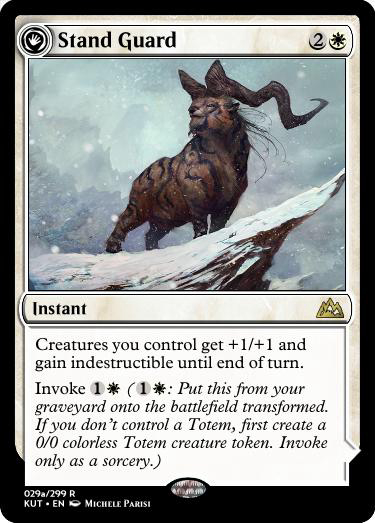 Stand Guard 2
Instant
Creatures you control get +1/+1 and
gain indestructible until end of turn.
Invoke 1 ( 1 : Put this from your
graveyard onto the battlefield transformed.
If you don't control a Totem, first create a
0/0 colorless Totem creature token. Invoke
only as a sorcery.)
029a/299 R
KUT • EN Michele Parisi